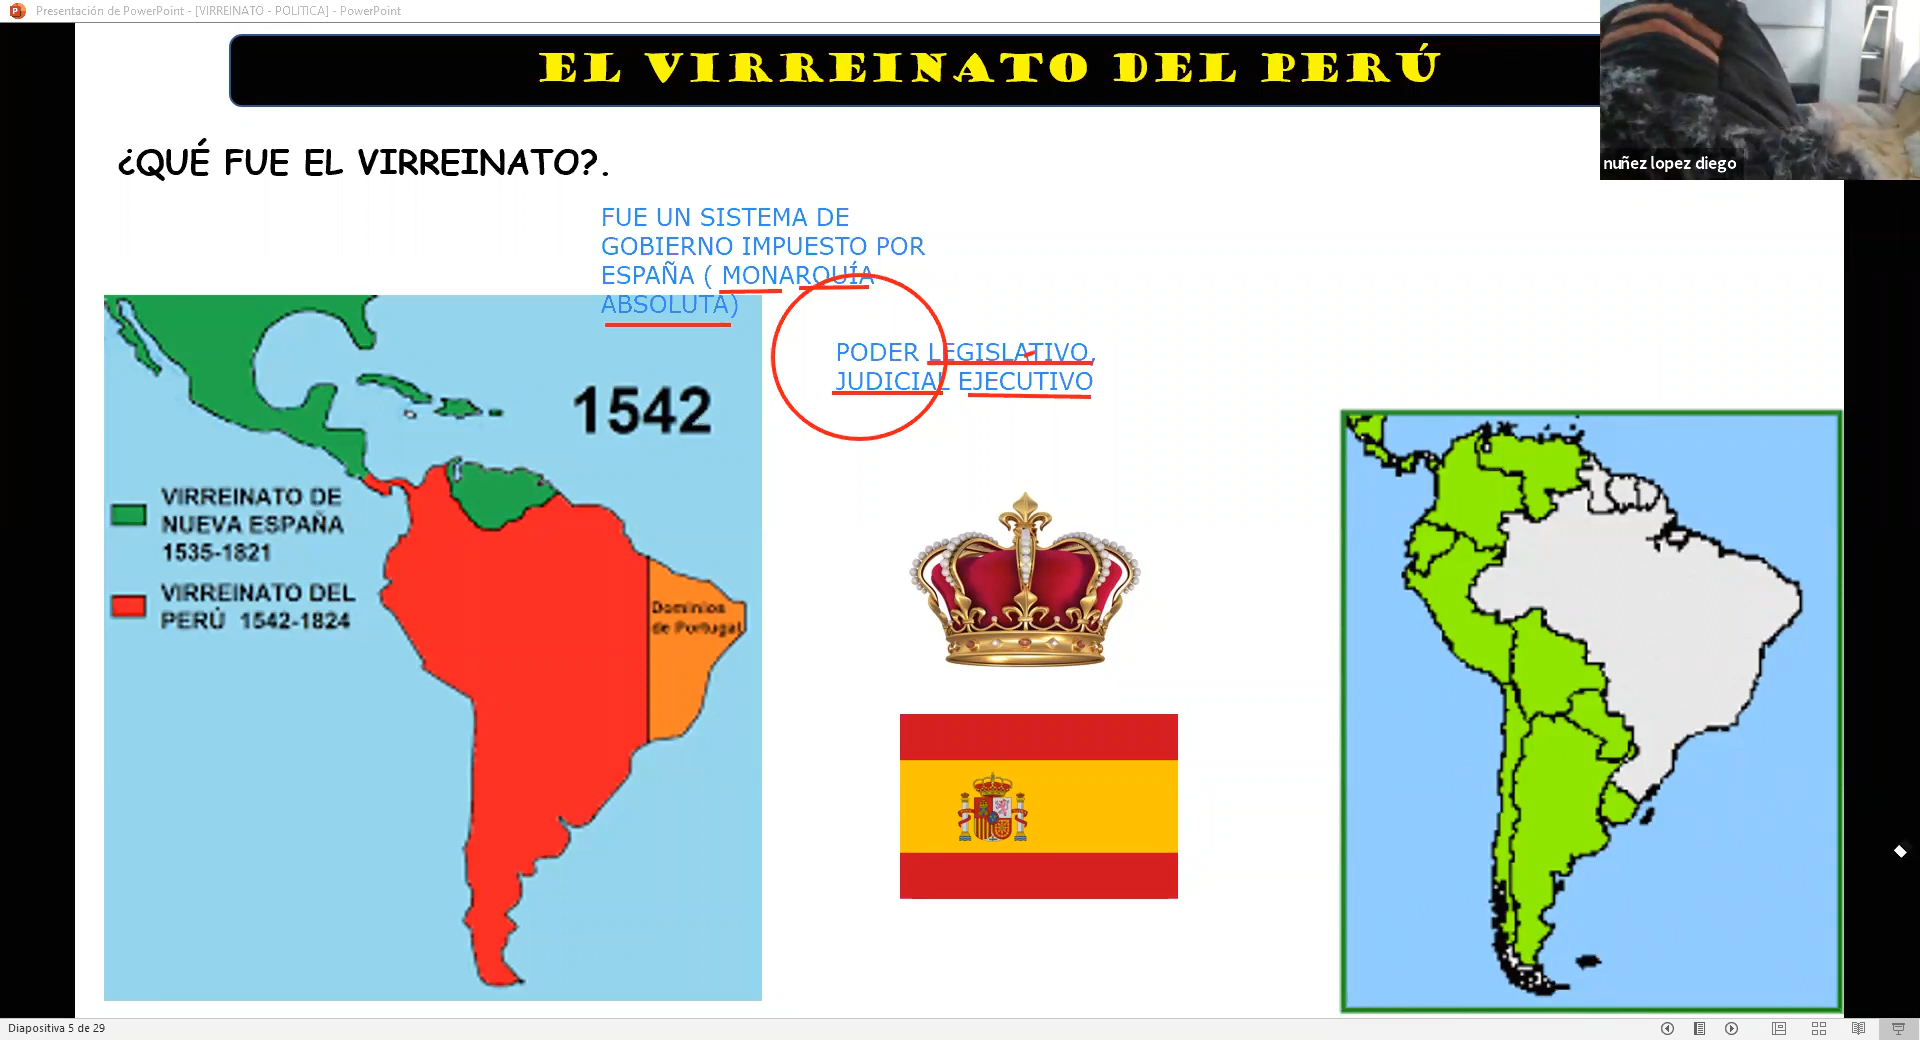 Presentación de PowerPoint - [VIRREINATO - POLITICA] - PowerPoint
EL VIRREINATO DEL PERÚ
nuñez lopez diego
¿QUÉ FUE EL VIRREINATO?.
FUE UN SISTEMA DE
GOBIERNO IMPUESTO POR
ESPAÑA ( MONARQUÍA
ABSOLUTA)
PODER LEGISLATIVO,
JUDICIAL EJECUTIVO
1542
VIRREINATO DE
NUEVA ESPAÑA
1535-1821
VIRREINATO DEL
PERÚ 1542-1824
Dominios
de Portugal
Diapositiva 5 de 29